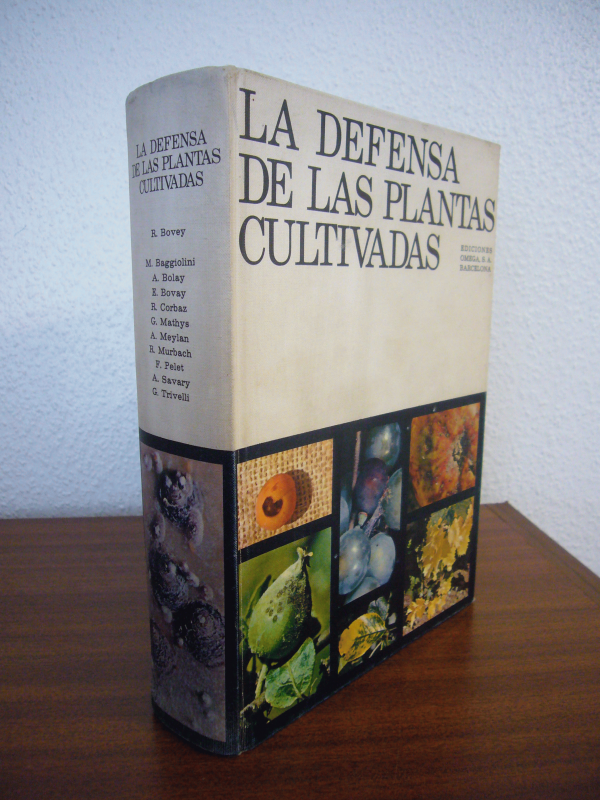 LA DEFENSA
DE LAS PLANTAS
CULTIVADAS
R. Bovey
M. Baggiolini
A. Bolay
E. Bovay
R. Corbaz
G. Mathys
A. Meylan
R. Murbach
F. Pelet
A. Savary
G. Trivelli
LA DEFENSA
DE LAS PLANTAS
CULTIVADAS
EDICIONES
OMEGA, S. A.
BARCELONA